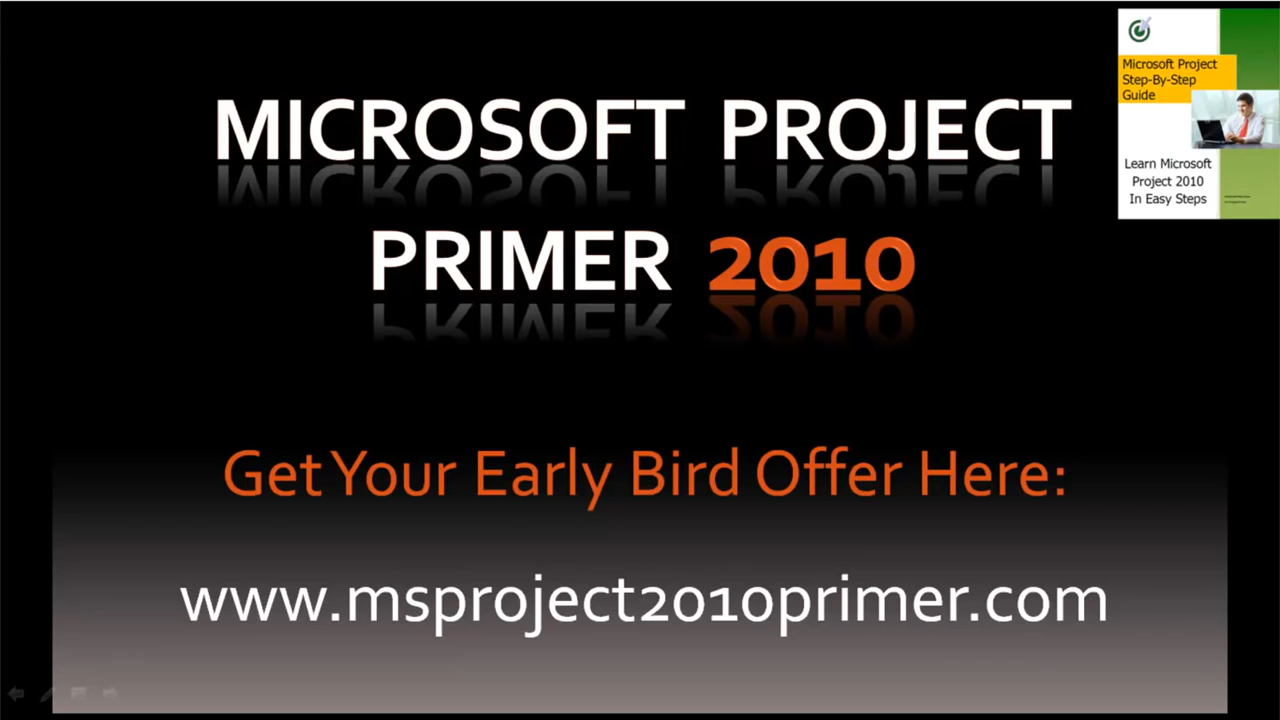 MICROSOFT PROJECT
PRIMER 2010
Microsoft Project
Step-By-Step
Guide
Learn Microsoft
Project 2010
In Easy Steps
Get Your Early Bird Offer Here:
www.msproject2010primer.com